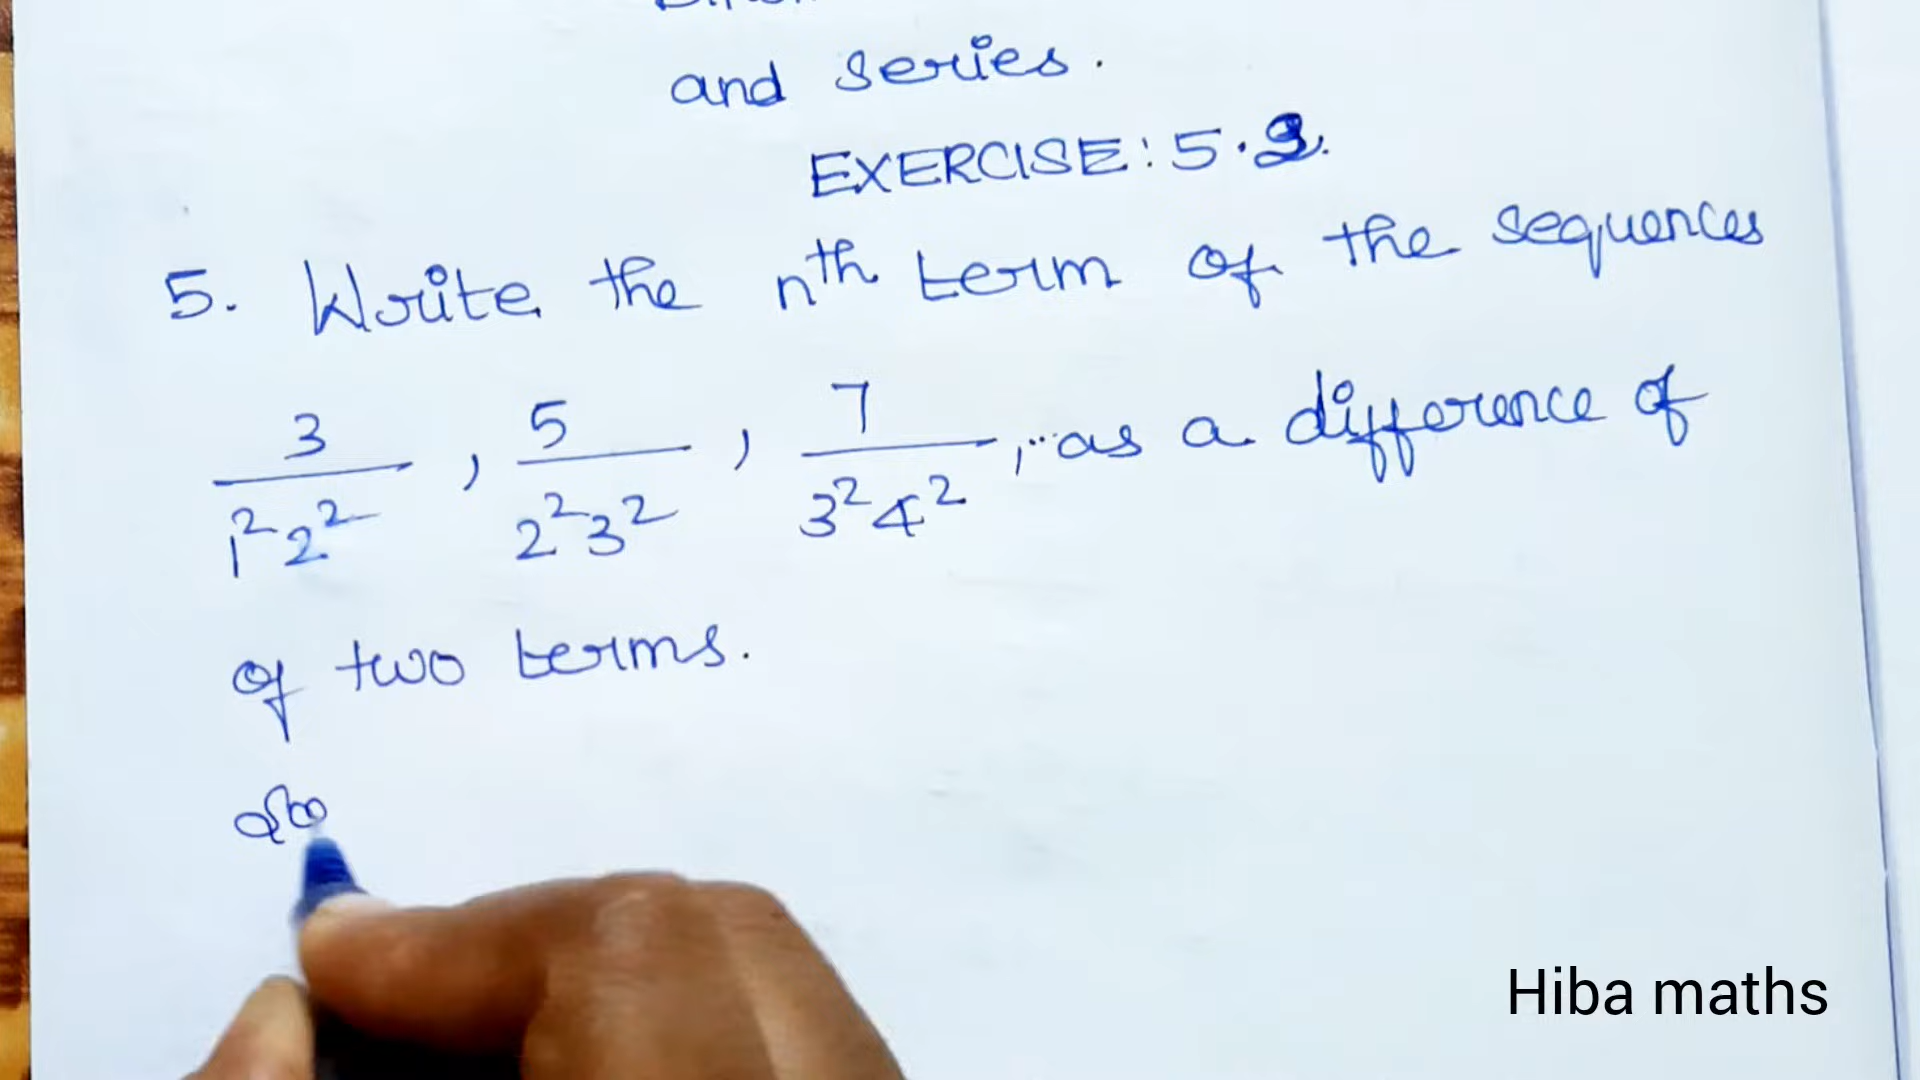 and series.
EXERCISE: 5.3.
5. Write the nth term of the sequences
3/1²2², 5/2²3², 7/3²4², ... as a difference of
of two terms.
Hiba maths